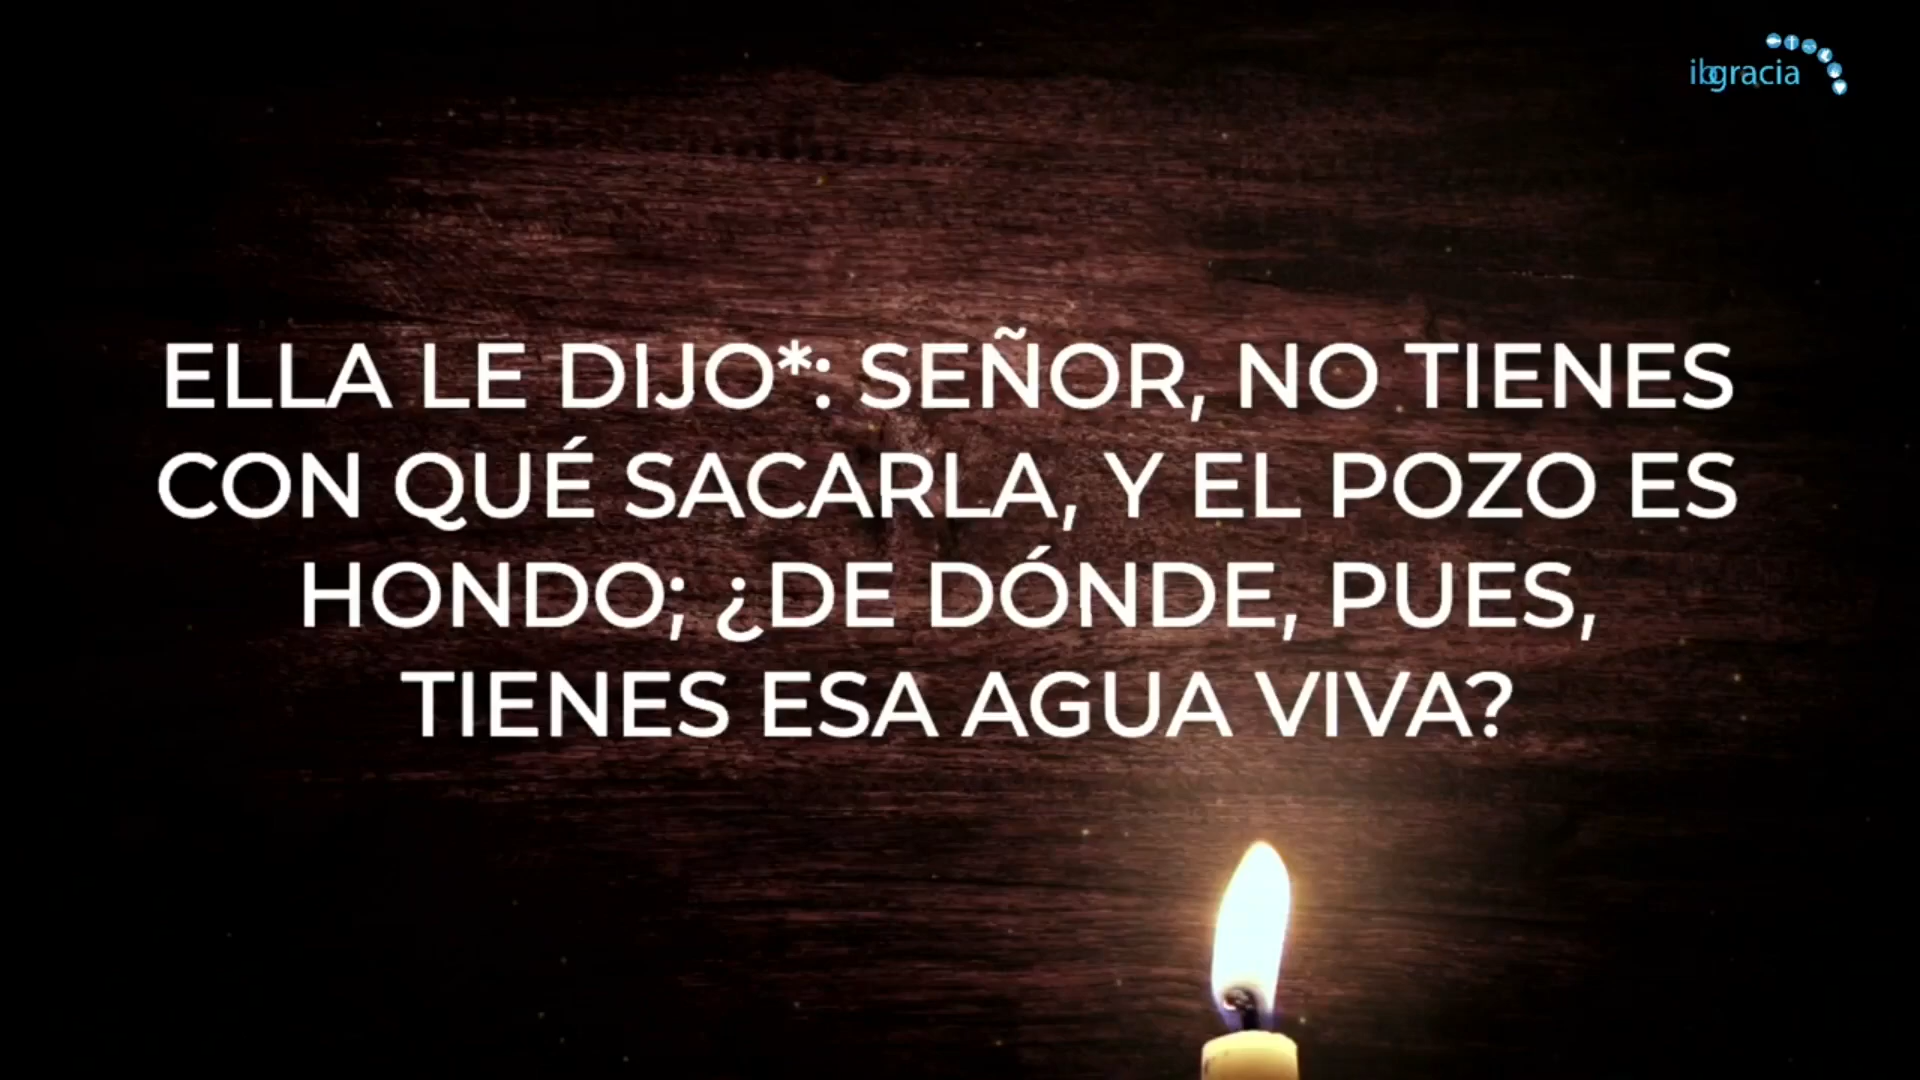 ibgracia
ELLA LE DIJO*: SEÑOR, NO TIENES
CON QUÉ SACARLA, Y EL POZO ES
HONDO; ¿DE DÓNDE, PUES,
TIENES ESA AGUA VIVA?